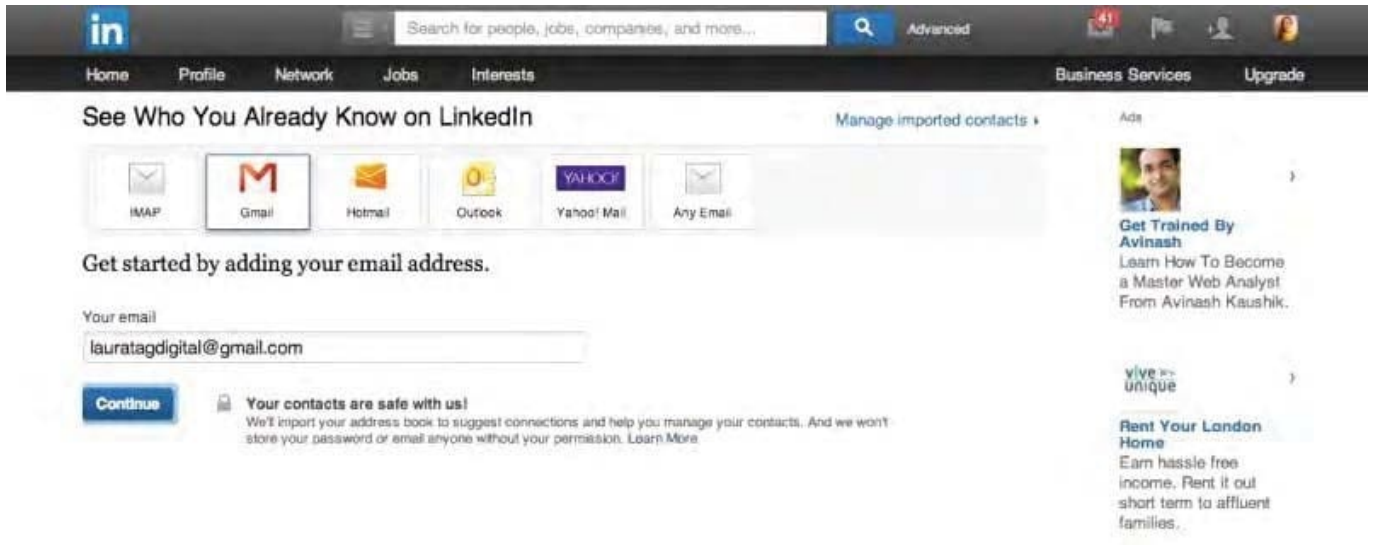 in
Search for people, jobs, companies, and more...
Advanced
41
Home Profile Network Jobs Interests Business Services Upgrade
See Who You Already Know on LinkedIn
Manage imported contacts
IMAP
Gmail
Hotmail
Outlook
YAHOO!
Yahoo! Mail
Any Email
Get started by adding your email address.
Your email
lauratagdigital@gmail.com
Continue
Your contacts are safe with us!
We'll import your address book to suggest connections and help you manage your contacts. And we won't
store your password or email anyone without your permission. Learn More
Ads
Get Trained By
Avinash
Learn How To Become
a Master Web Analyst
From Avinash Kaushik.
vive
unique
Rent Your London
Home
Earn hassle free
income. Rent it out
short term to affluent
families.